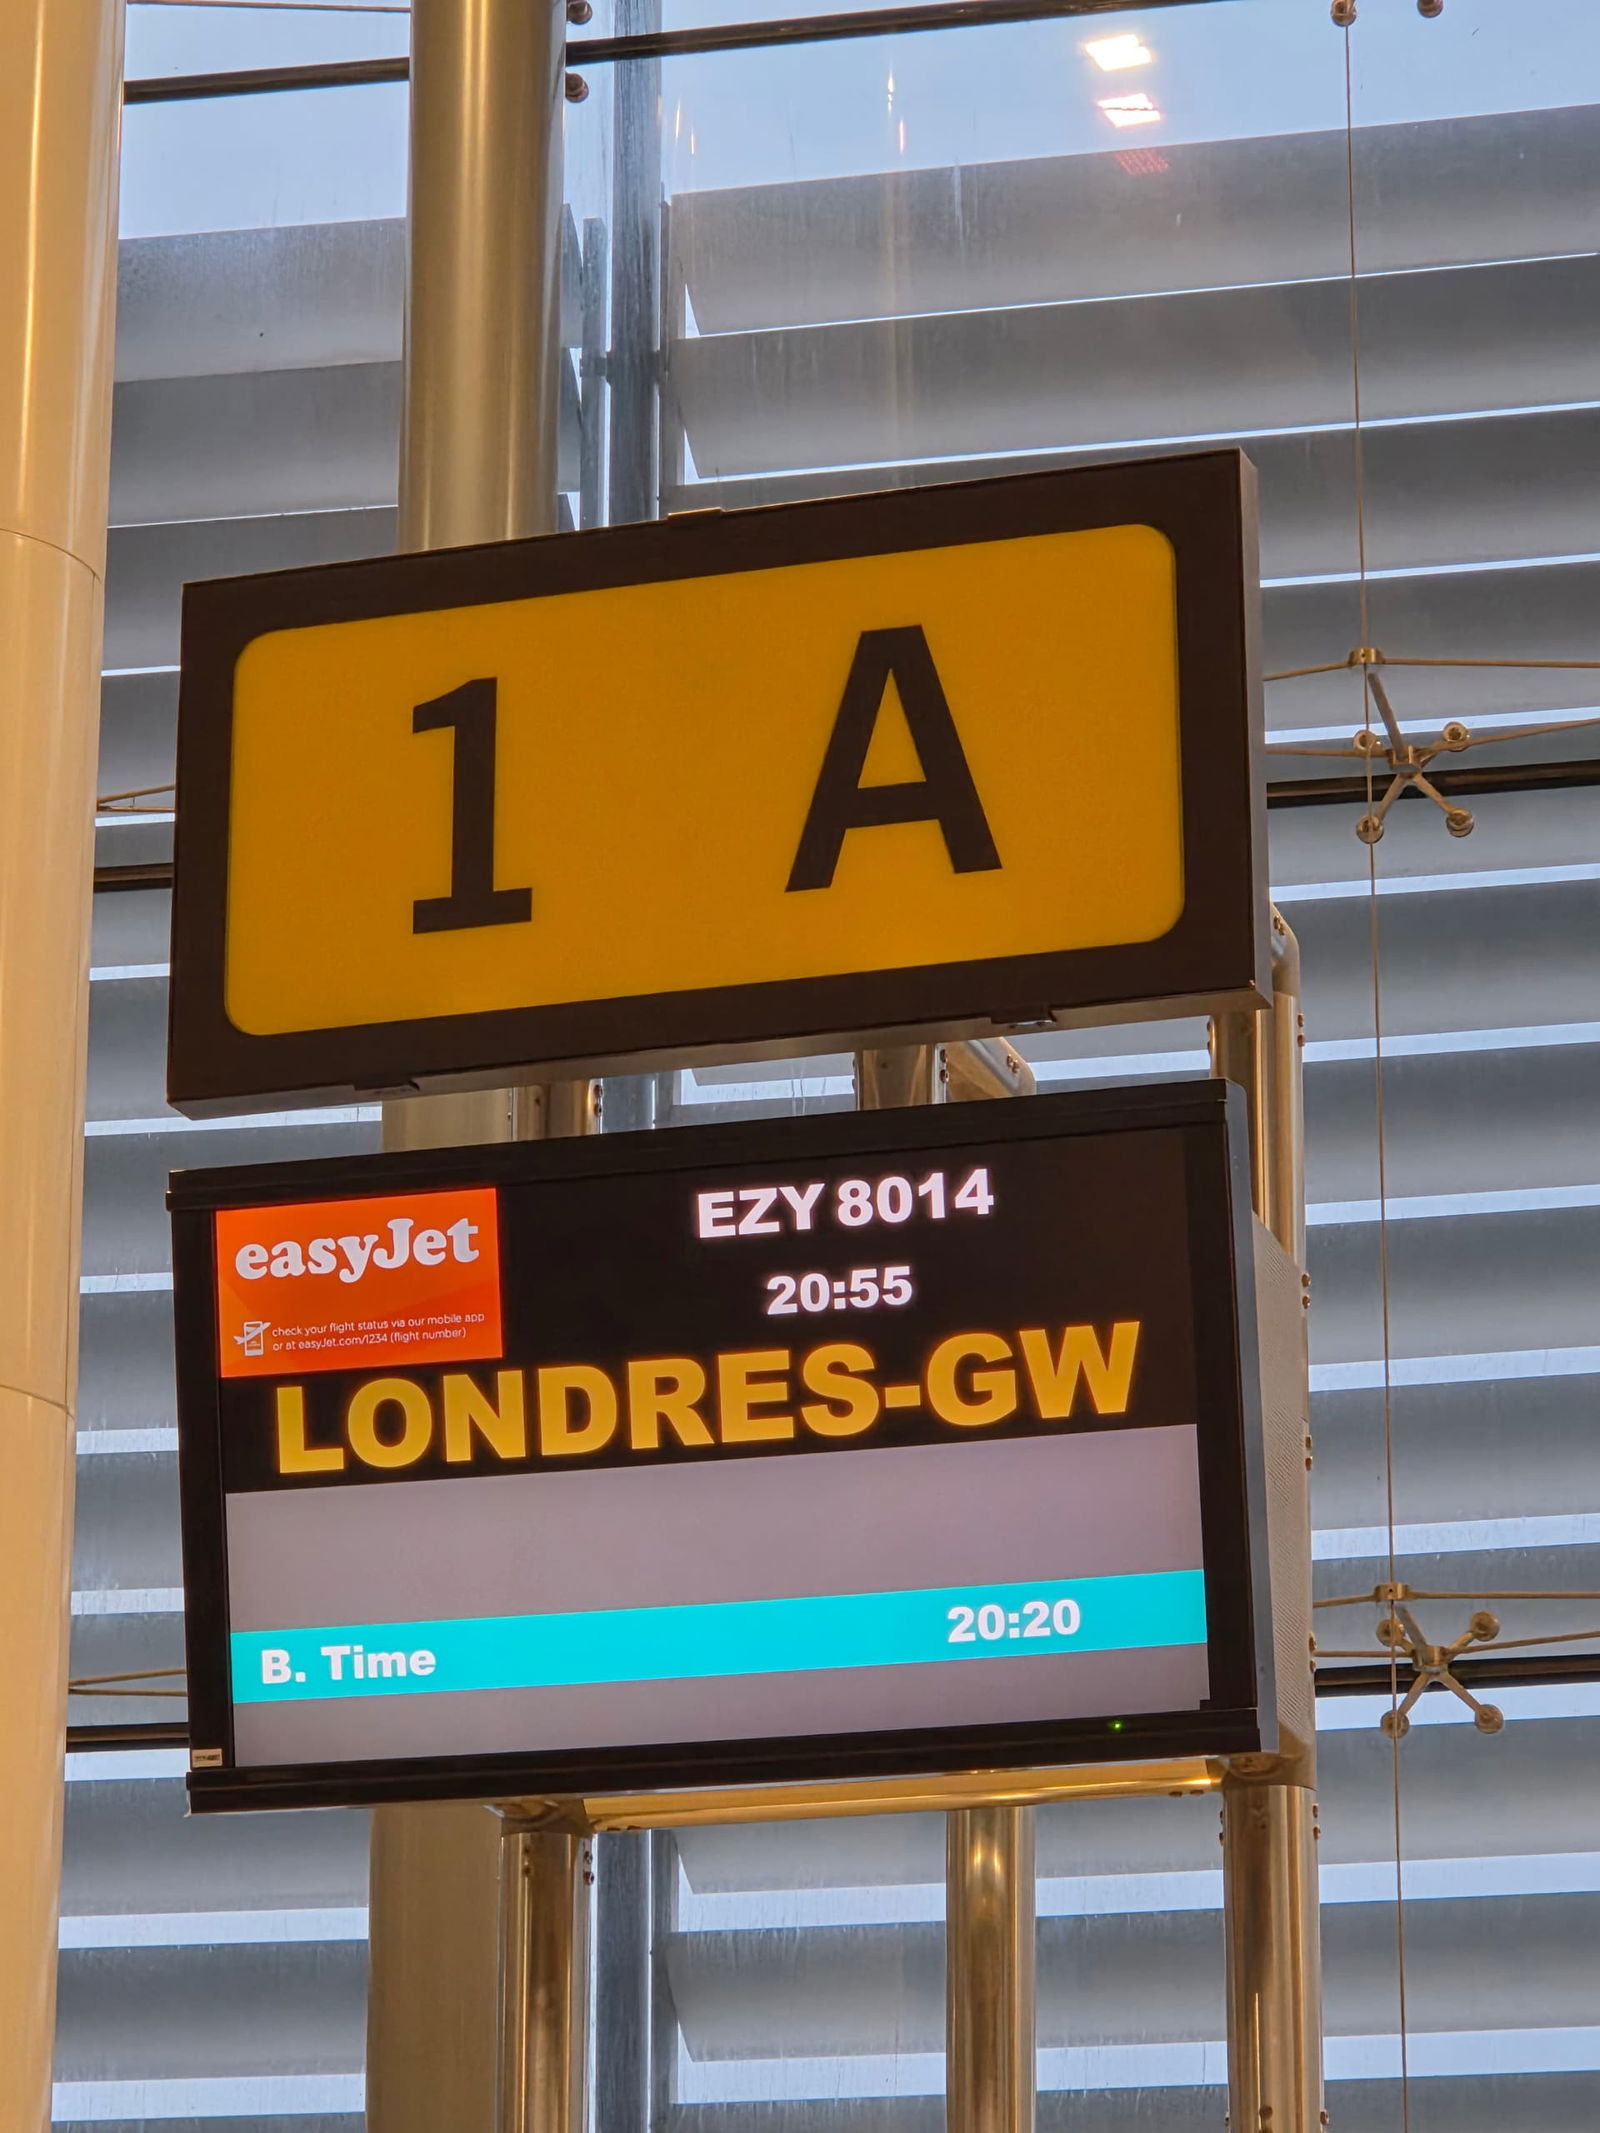 1 A
easyJet
check your flight status via our mobile app
or at easyJet.com/1234 (flight number)
EZY 8014
20:55
LONDRES-GW
B. Time 20:20